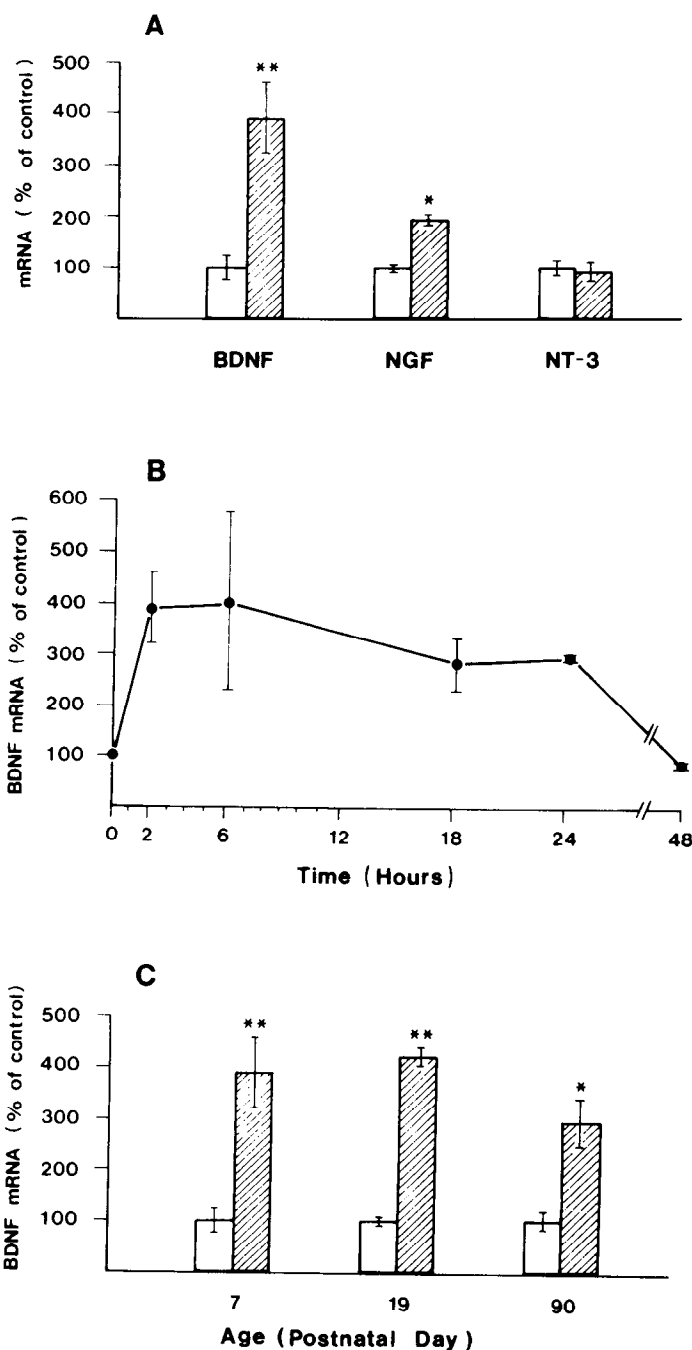 A
mRNA ( % of control)
500
400
300
200
100
**
*
BDNF NGF NT-3
B
BDNF mRNA ( % of control)
600
500
400
300
200
100
0 2 6 12 18 24 48
Time (Hours)
C
BDNF mRNA ( % of control)
500
400
300
200
100
** ** *
7 19 90
Age (Postnatal Day)